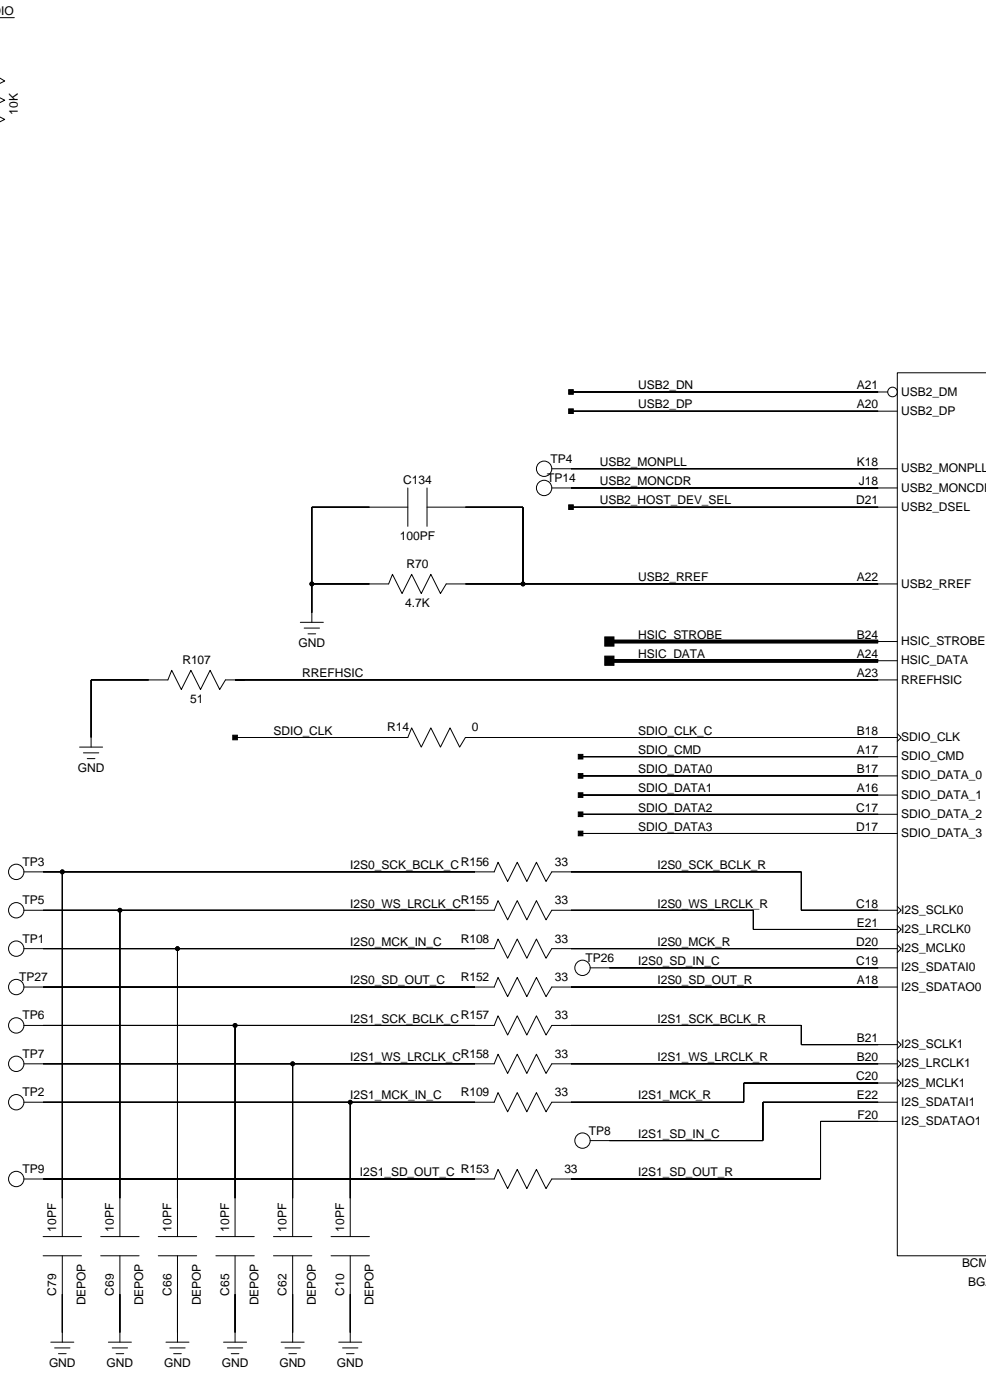 DIO
10K
USB2_DN A21 USB2_DM
USB2_DP A20 USB2_DP
TP4 USB2_MONPLL K18 USB2_MONPLL
TP14 USB2_MONCDR J18 USB2_MONCD
USB2_HOST_DEV_SEL D21 USB2_DSEL
C134
100PF
R70
4.7K
USB2_RREF A22 USB2_RREF
GND
HSIC_STROBE B24 HSIC_STROBE
HSIC_DATA A24 HSIC_DATA
R107
51
RREFHSIC A23 RREFHSIC
GND
SDIO_CLK R14 0 SDIO_CLK_C B18 SDIO_CLK
SDIO_CMD A17 SDIO_CMD
SDIO_DATA0 B17 SDIO_DATA_0
SDIO_DATA1 A16 SDIO_DATA_1
SDIO_DATA2 C17 SDIO_DATA_2
SDIO_DATA3 D17 SDIO_DATA_3
TP3 I2S0_SCK_BCLK_C R156 33 I2S0_SCK_BCLK_R
TP5 I2S0_WS_LRCLK_C R155 33 I2S0_WS_LRCLK_R C18 I2S_SCLK0
E21 I2S_LRCLK0
TP1 I2S0_MCK_IN_C R108 33 I2S0_MCK_R D20 I2S_MCLK0
TP26 I2S0_SD_IN_C C19 I2S_SDATAI0
TP27 I2S0_SD_OUT_C R152 33 I2S0_SD_OUT_R A18 I2S_SDATAO0
TP6 I2S1_SCK_BCLK_C R157 33 I2S1_SCK_BCLK_R
B21 I2S_SCLK1
TP7 I2S1_WS_LRCLK_C R158 33 I2S1_WS_LRCLK_R B20 I2S_LRCLK1
C20 I2S_MCLK1
TP2 I2S1_MCK_IN_C R109 33 I2S1_MCK_R E22 I2S_SDATAI1
F20 I2S_SDATAO1
TP8 I2S1_SD_IN_C
TP9 I2S1_SD_OUT_C R153 33 I2S1_SD_OUT_R
10PF 10PF 10PF 10PF 10PF 10PF
C79 DEPOP C69 DEPOP C66 DEPOP C65 DEPOP C62 DEPOP C10 DEPOP
GND GND GND GND GND GND
BCM
BG